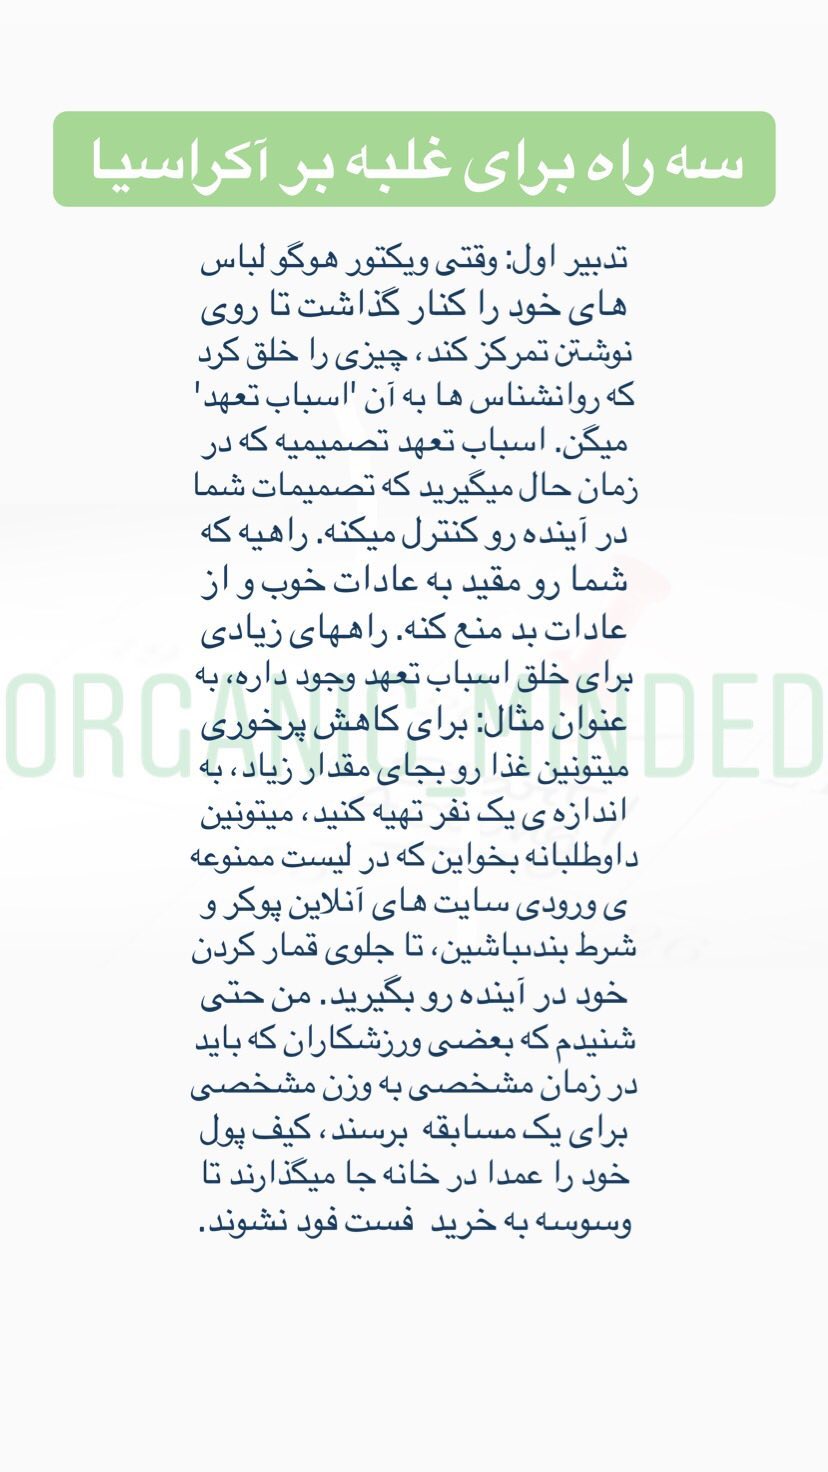 سه راه برای غلبه بر آکراسیا
تدبیر اول: وقتی ویکتور هوگو لباس
های خود را کنار گذاشت تا روی
نوشتن تمرکز کند، چیزی را خلق کرد
که روانشناس ها به آن 'اسباب تعهد'
میگن. اسباب تعهد تصمیمیه که در
زمان حال میگیرید که تصمیمات شما
در آینده رو کنترل میکنه. راهیه که
شما رو مقید به عادات خوب و از
عادات بد منع کنه. راههای زیادی
برای خلق اسباب تعهد وجود داره، به
عنوان مثال: برای کاهش پرخوری
میتونین غذا رو بجای مقدار زیاد، به
اندازه ی یک نفر تهیه کنید، میتونین
داوطلبانه بخواین که در لیست ممنوعه
ی ورودی سایت های آنلاین پوکر و
شرط بندىباشین، تا جلوی قمار کردن
خود در آینده رو بگیرید. من حتی
شنیدم که بعضی ورزشکاران که باید
در زمان مشخصی به وزن مشخصی
برای یک مسابقه برسند، کیف پول
خود را عمدا در خانه جا میگذارند تا
وسوسه به خرید فست فود نشوند.
ORGANIC_MINDED